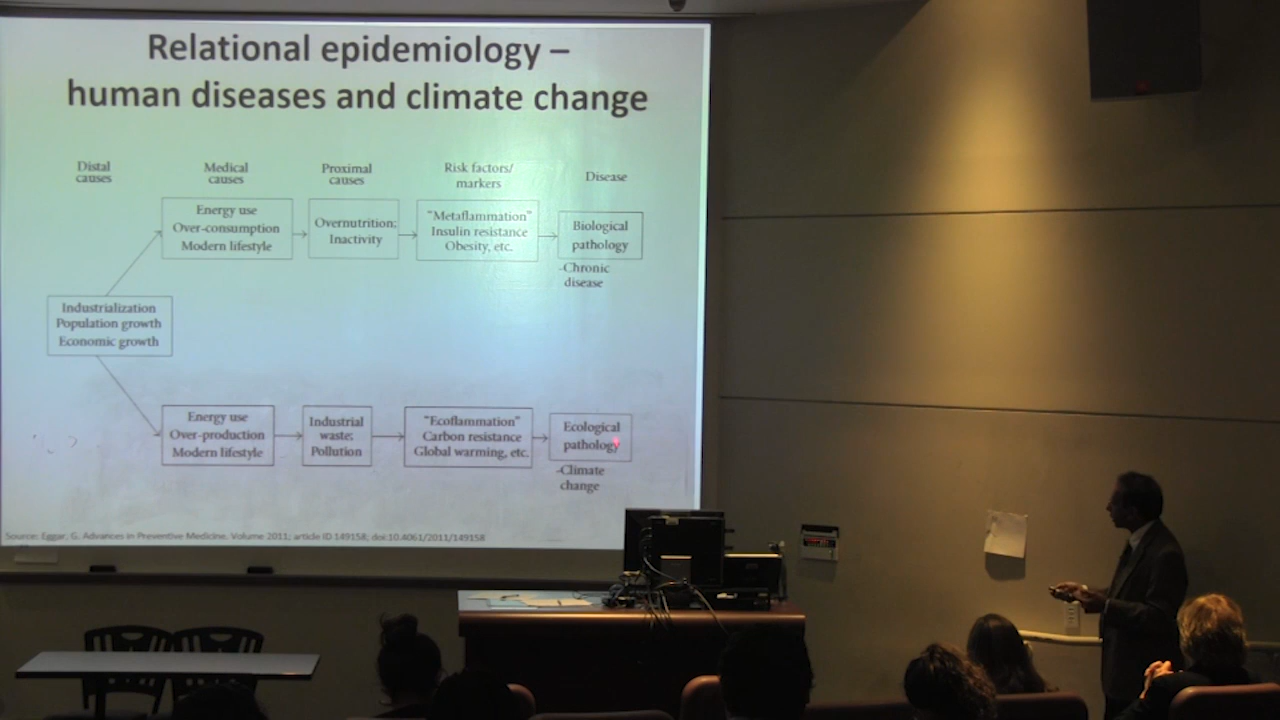 Relational epidemiology –
human diseases and climate change
Distal
causes
Medical
causes
Proximal
causes
Risk factors/
markers
Disease
Energy use
Over-consumption
Modern lifestyle
Overnutrition;
Inactivity
"Metaflammation"
Insulin resistance
Obesity, etc.
Biological
pathology
-Chronic
disease
Industrialization
Population growth
Economic growth
Energy use
Over-production
Modern lifestyle
Industrial
waste;
Pollution
"Ecoflammation"
Carbon resistance
Global warming, etc.
Ecological
pathology
-Climate
change
Source: Eggar, G. Advances in Preventive Medicine. Volume 2011; article ID 149158; doi:10.4061/2011/149158